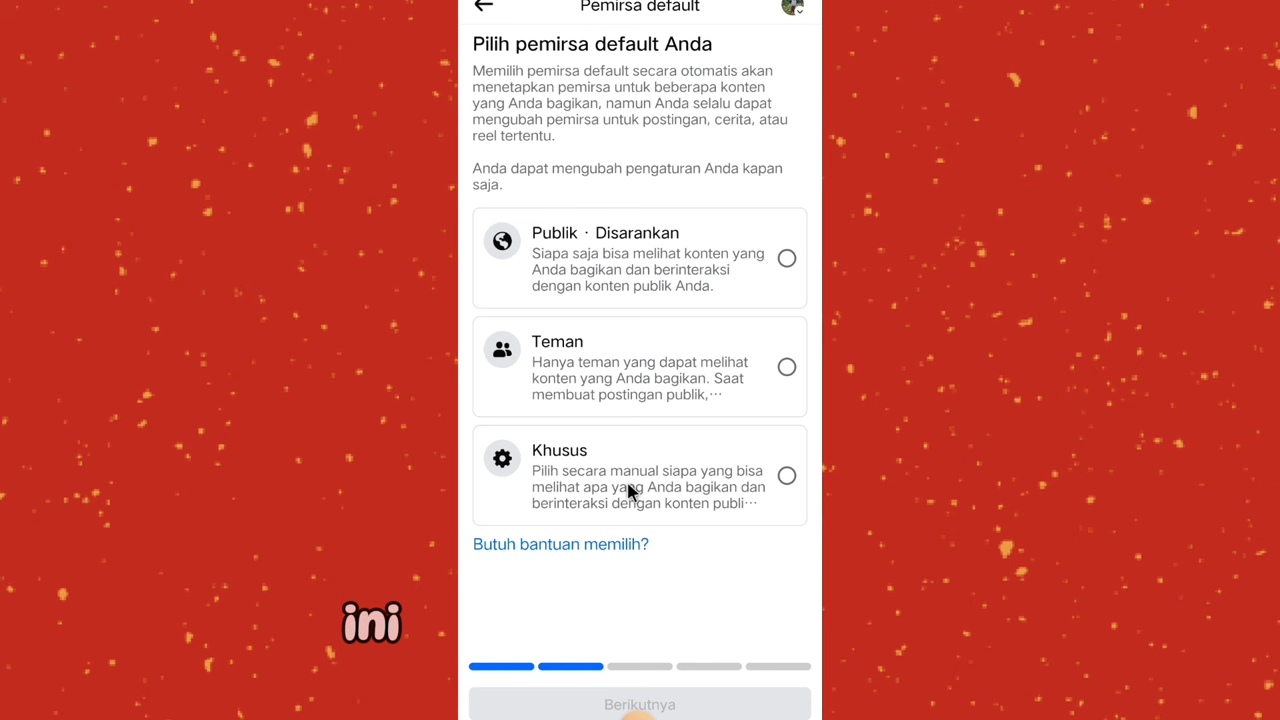 Pemirsa default
Pilih pemirsa default Anda
Memilih pemirsa default secara otomatis akan
menetapkan pemirsa untuk beberapa konten
yang Anda bagikan, namun Anda selalu dapat
mengubah pemirsa untuk postingan, cerita, atau
reel tertentu.
Anda dapat mengubah pengaturan Anda kapan
saja.
Publik · Disarankan
Siapa saja bisa melihat konten yang
Anda bagikan dan berinteraksi
dengan konten publik Anda.
Teman
Hanya teman yang dapat melihat
konten yang Anda bagikan. Saat
membuat postingan publik,···
Khusus
Pilih secara manual siapa yang bisa
melihat apa yang Anda bagikan dan
berinteraksi dengan konten publi···
Butuh bantuan memilih?
ini
Berikutnya